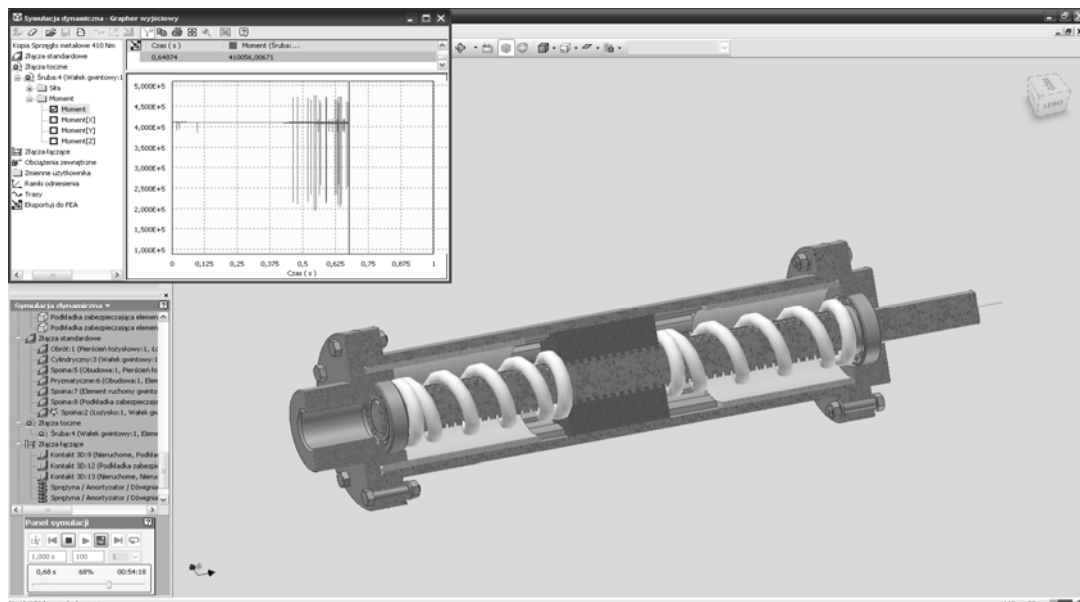 Symulacja dynamiczna - Grapher wyjściowy
Kopia Sprzęgło metalowe 410 Nm
Złącza standardowe
Złącza toczne
Śruba:4 (Wałek gwintowy:1
Siła
Moment
Moment
Moment[X]
Moment[Y]
Moment[Z]
Złącza łączące
Obciążenia zewnętrzne
Zmienne użytkownika
Ramki odniesienia
Trasy
Eksportuj do FEA
Czas ( s )
Moment (Śruba:...
0,64874
410056,00671
5,000E+5
4,500E+5
4,000E+5
3,500E+5
3,000E+5
2,500E+5
2,000E+5
1,500E+5
1,000E+5
0
0,125
0,25
0,375
0,5
0,625
0,75
0,875
1
Czas ( s )
LEWO
Symulacja dynamiczna
Podkładka zabezpieczająca elemen
Podkładka zabezpieczająca elemen
Złącza standardowe
Obrót:1 (Pierścień łożyskowy:1, Ło
Cylindryczny:3 (Wałek gwintowy:1
Spoina:5 (Obudowa:1, Pierścień ło
Pryzmatyczne:6 (Obudowa:1, Elem
Spoina:7 (Element ruchomy gwinto
Spoina:8 (Podkładka zabezpieczają
Spoina:2 (Łożysko:1, Wałek gw
Złącza toczne
Śruba:4 (Wałek gwintowy:1, Eleme
Złącza łączące
Kontakt 3D:9 (Nieruchome, Podkła
Kontakt 3D:12 (Podkładka zabezpi
Kontakt 3D:13 (Nieruchome, Nieru
Sprężyna / Amortyzator / Dźwignia
Sprężyna / Amortyzator / Dźwignia
Panel symulacji
1,000 s
100
1
0,68 s
68%
00:54:18